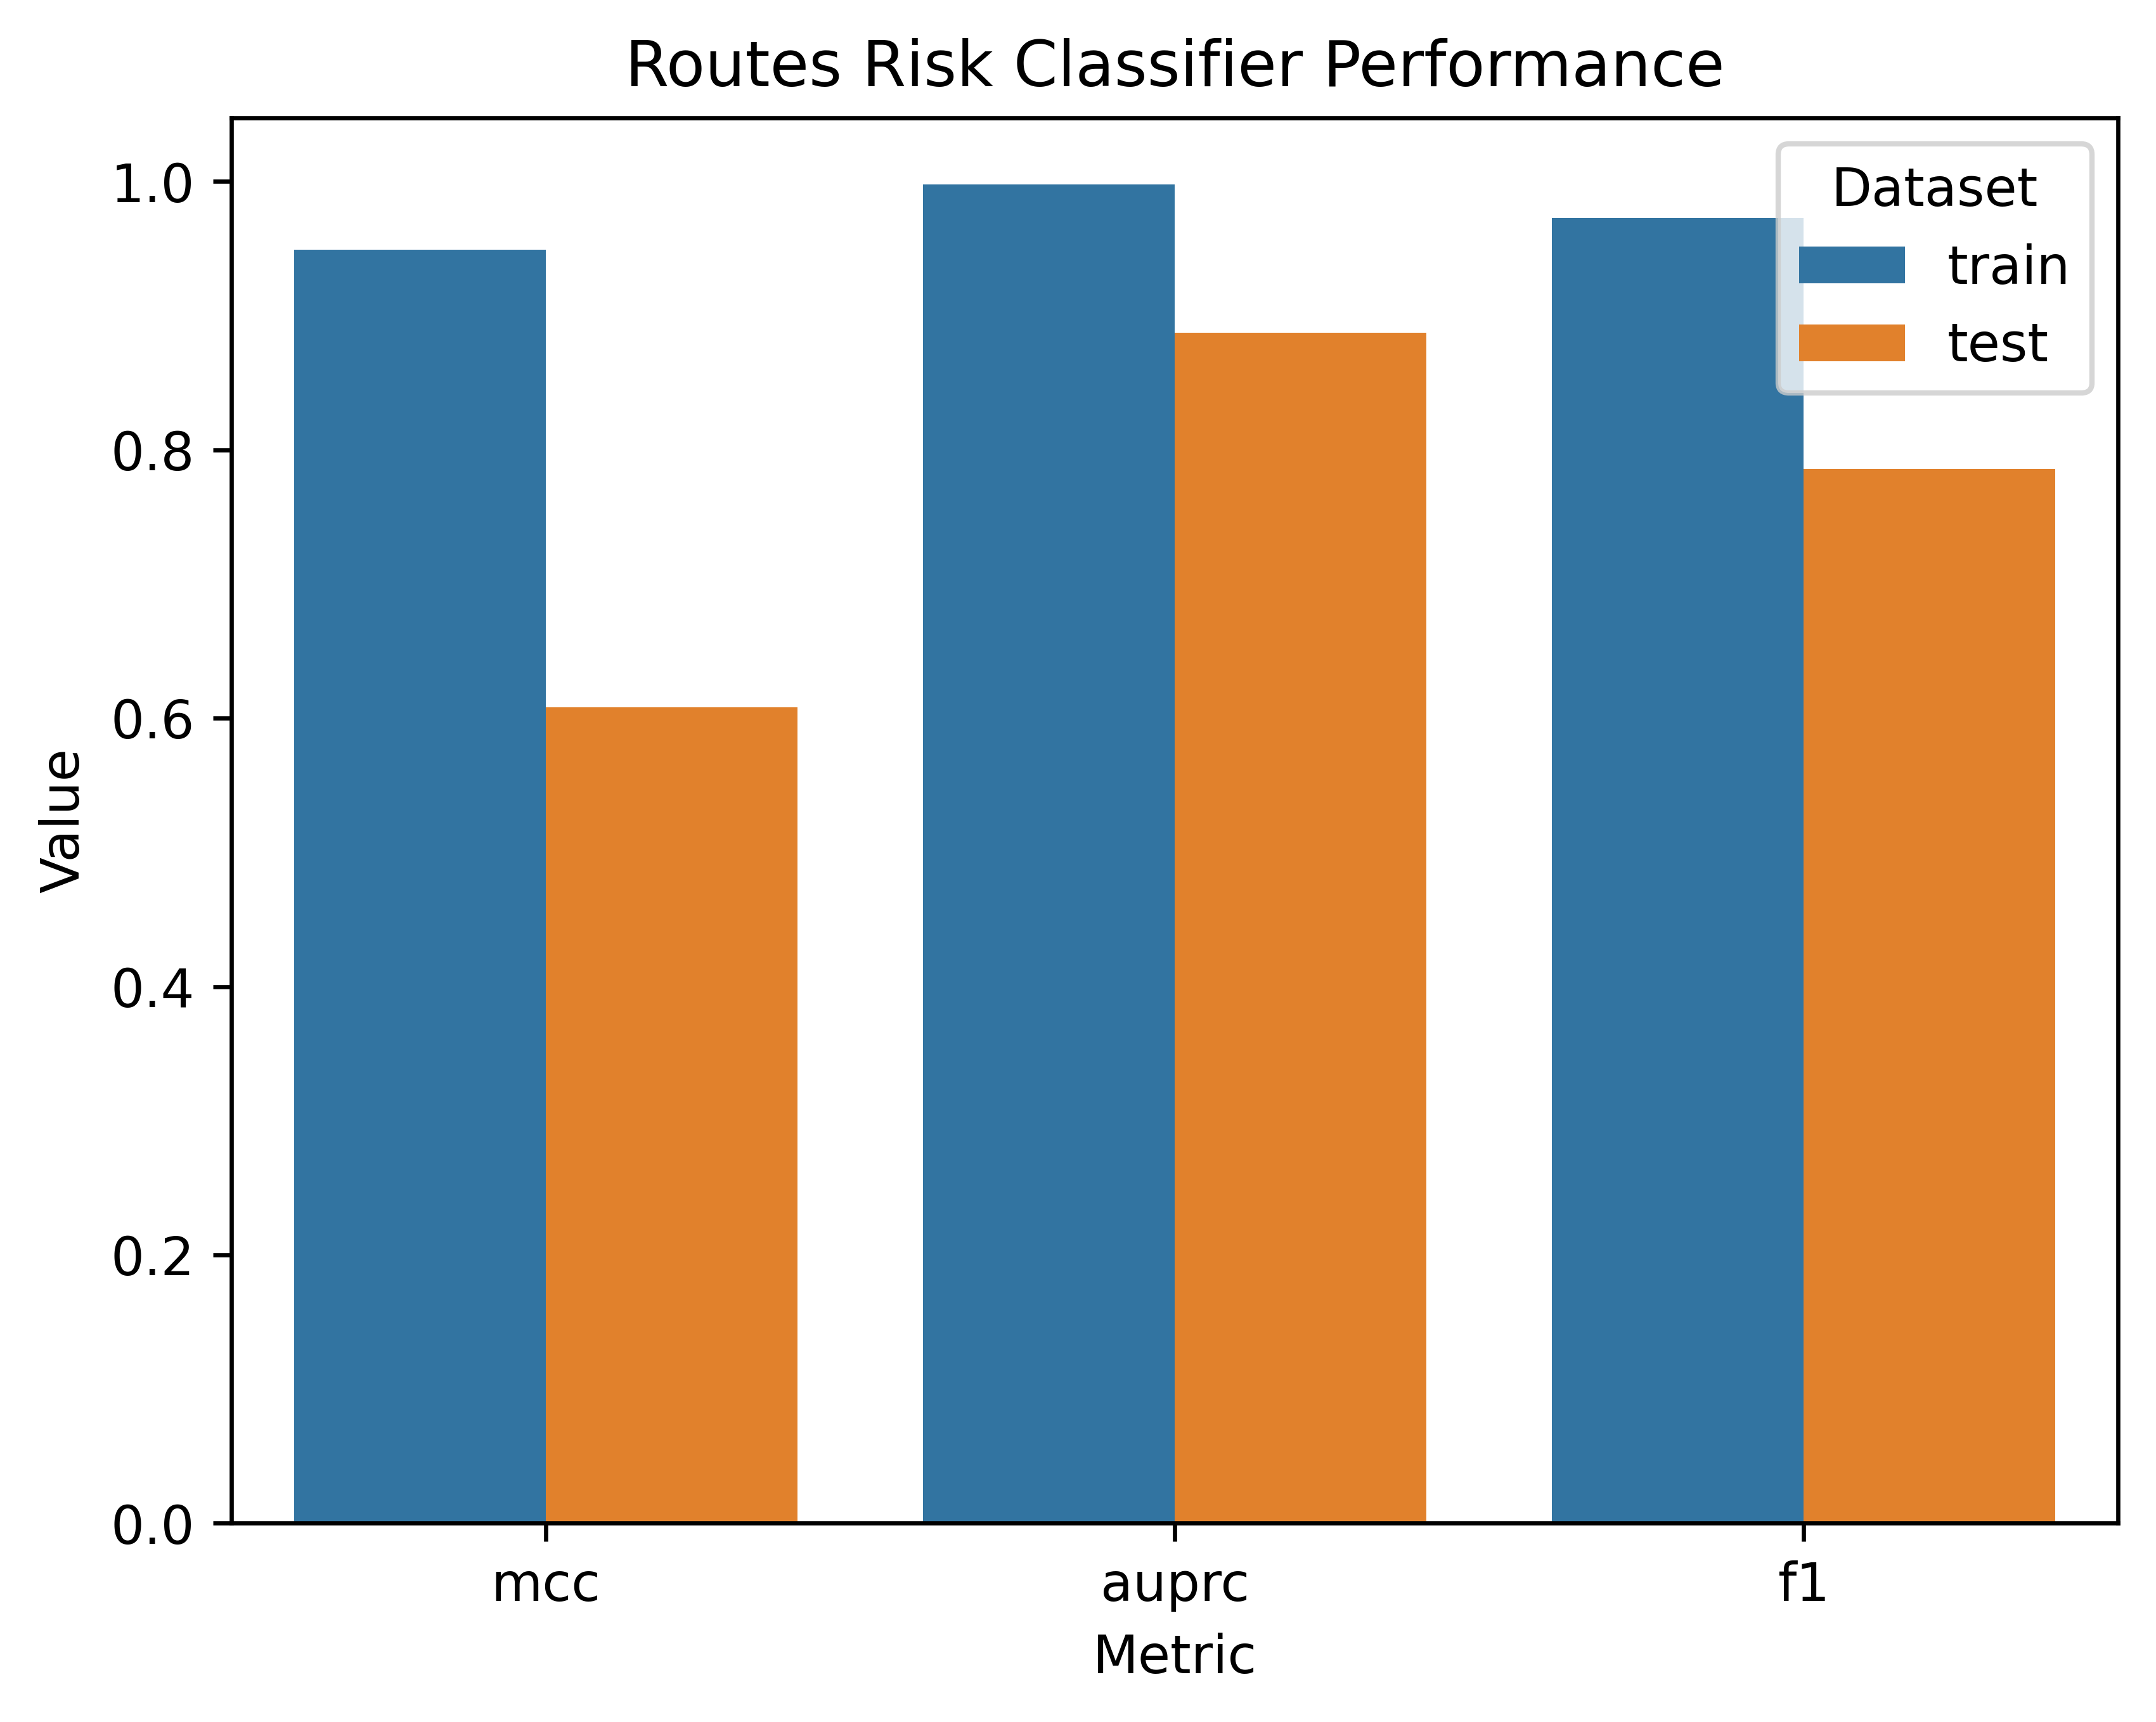 Routes Risk Classifier Performance
Dataset
train
test
1.0
0.8
0.6
0.4
0.2
0.0
Value
mcc
auprc
f1
Metric